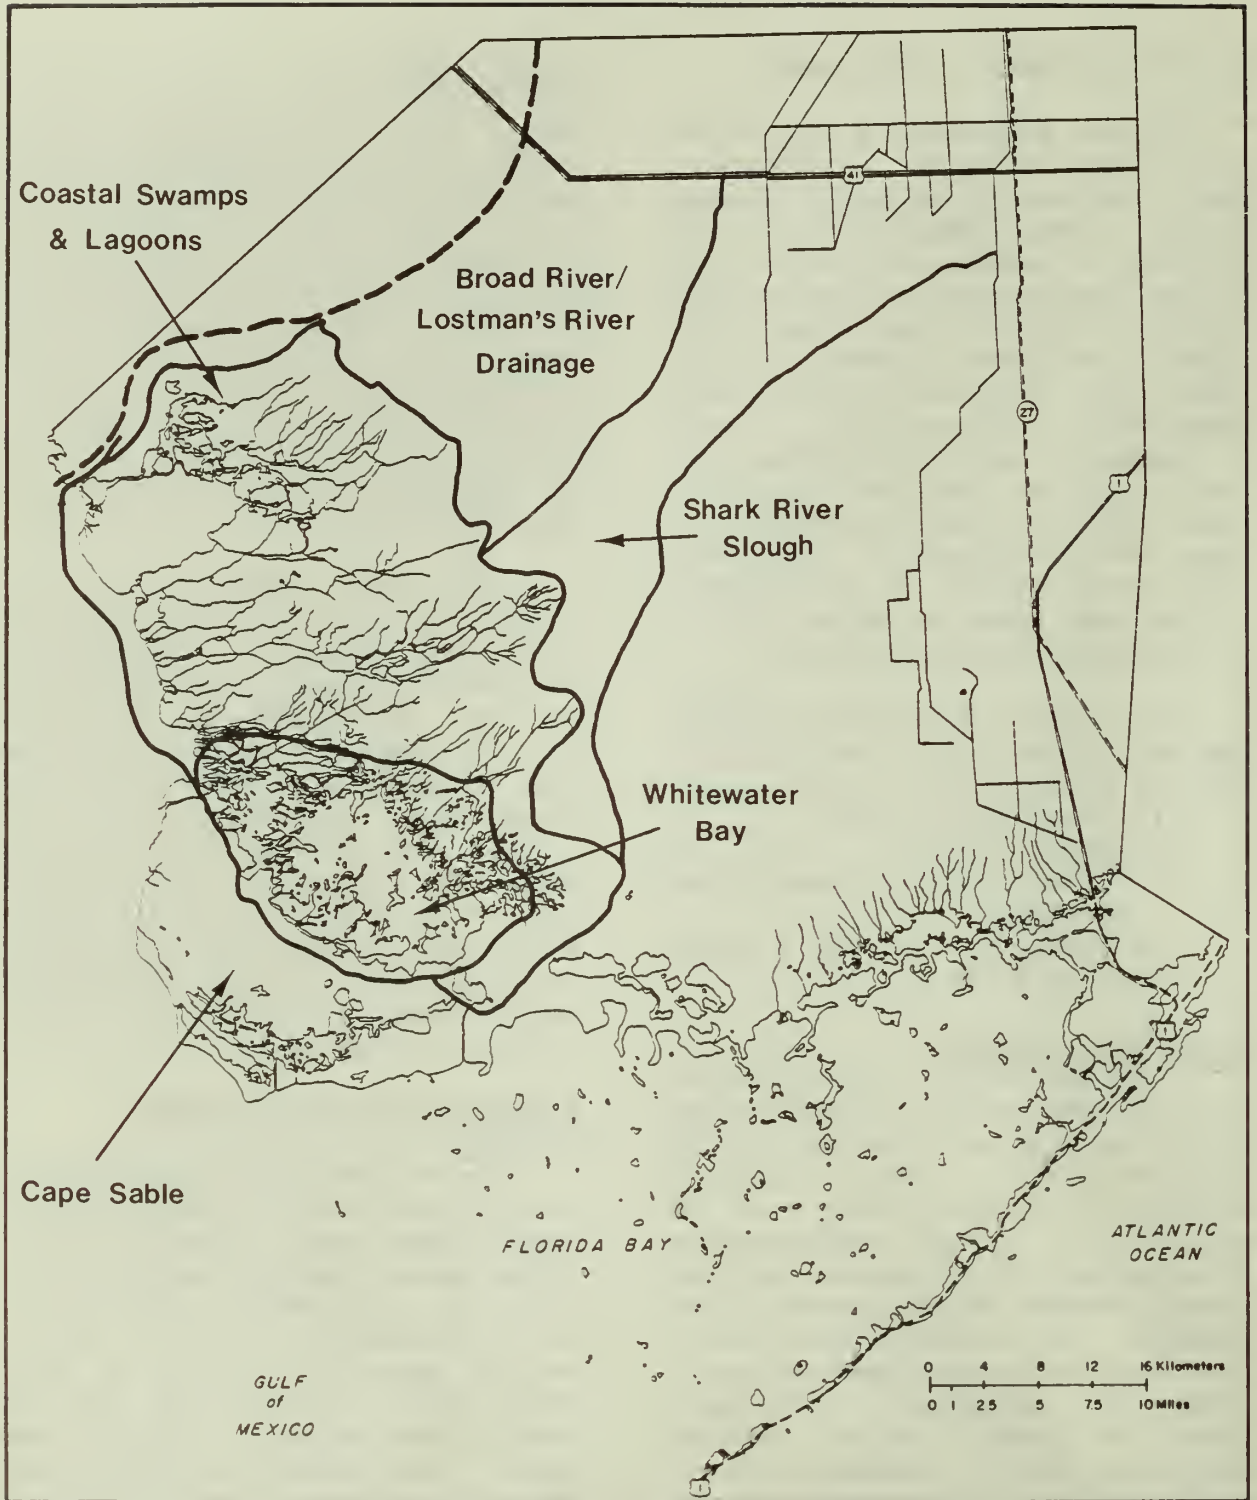 Coastal Swamps
& Lagoons
Broad River/
Lostman's River
Drainage
41
27
1
Shark River
Slough
Whitewater
Bay
1
Cape Sable
FLORIDA BAY
ATLANTIC
OCEAN
GULF
of
MEXICO
0 4 8 12 16 Kilometers
0 1 2.5 5 7.5 10 Miles
1